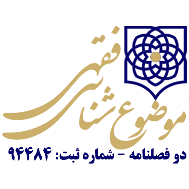 موضوع شناسی فقهی
دو فصلنامه - شماره ثبت: ۹۴۴۸۴